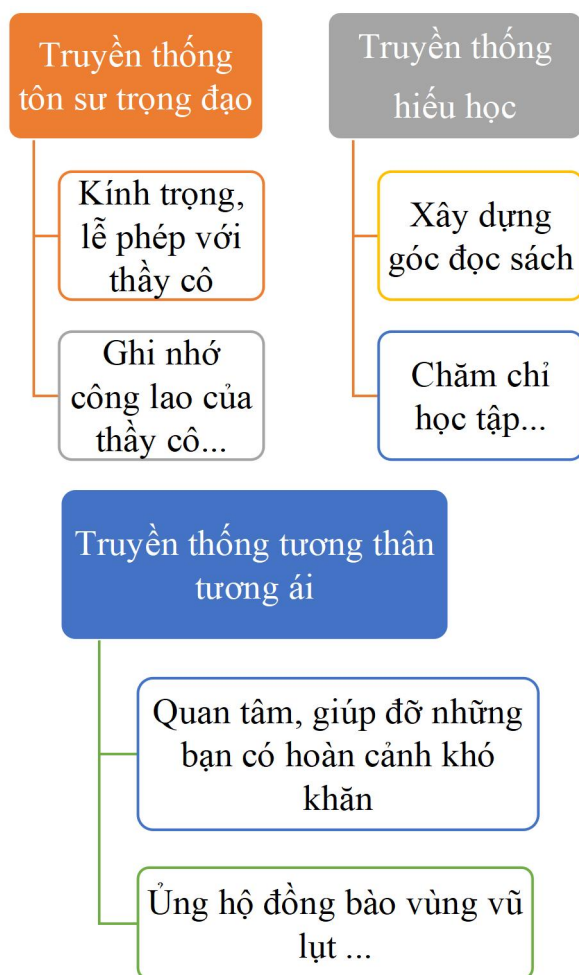 Truyền thống
tôn sư trọng đạo
Kính trọng,
lễ phép với
thầy cô
Ghi nhớ
công lao của
thầy cô...
Truyền thống
hiếu học
Xây dựng
góc đọc sách
Chăm chỉ
học tập...
Truyền thống tương thân
tương ái
Quan tâm, giúp đỡ những
bạn có hoàn cảnh khó
khăn
Ủng hộ đồng bào vùng vũ
lụt ...